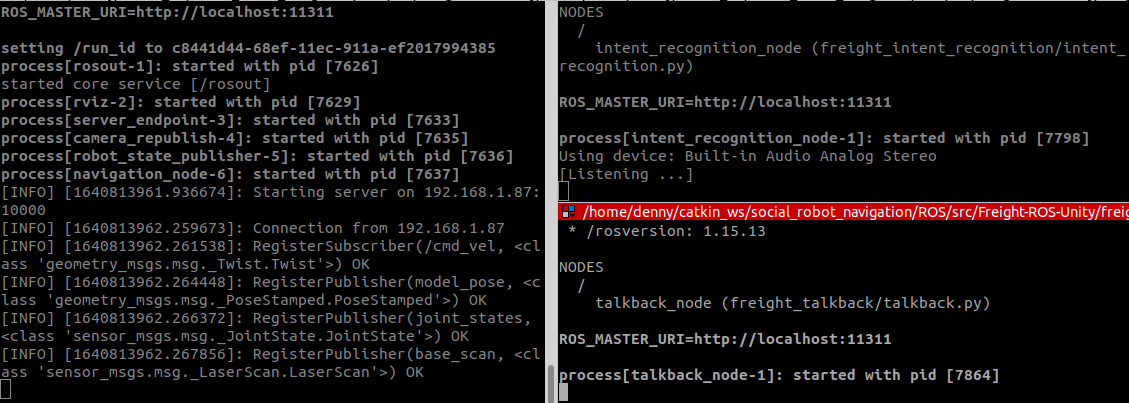 ROS_MASTER_URI=http://localhost:11311
setting /run_id to c8441d44-68ef-11ec-911a-ef2017994385
process[rosout-1]: started with pid [7626]
started core service [/rosout]
process[rviz-2]: started with pid [7629]
process[server_endpoint-3]: started with pid [7633]
process[camera_republish-4]: started with pid [7635]
process[robot_state_publisher-5]: started with pid [7636]
process[navigation_node-6]: started with pid [7637]
[INFO] [1640813961.936674]: Starting server on 192.168.1.87:
10000
[INFO] [1640813962.259673]: Connection from 192.168.1.87
[INFO] [1640813962.261538]: RegisterSubscriber(/cmd_vel, <cl
ass 'geometry_msgs.msg._Twist.Twist'>) OK
[INFO] [1640813962.264448]: RegisterPublisher(model_pose, <c
lass 'geometry_msgs.msg._PoseStamped.PoseStamped'>) OK
[INFO] [1640813962.266372]: RegisterPublisher(joint_states,
<class 'sensor_msgs.msg._JointState.JointState'>) OK
[INFO] [1640813962.267856]: RegisterPublisher(base_scan, <cl
ass 'sensor_msgs.msg._LaserScan.LaserScan'>) OK
NODES
/
intent_recognition_node (freight_intent_recognition/intent_
recognition.py)
ROS_MASTER_URI=http://localhost:11311
process[intent_recognition_node-1]: started with pid [7798]
Using device: Built-in Audio Analog Stereo
[Listening ...]
/home/denny/catkin_ws/social_robot_navigation/ROS/src/Freight-ROS-Unity/frei
* /rosversion: 1.15.13
NODES
/
talkback_node (freight_talkback/talkback.py)
ROS_MASTER_URI=http://localhost:11311
process[talkback_node-1]: started with pid [7864]